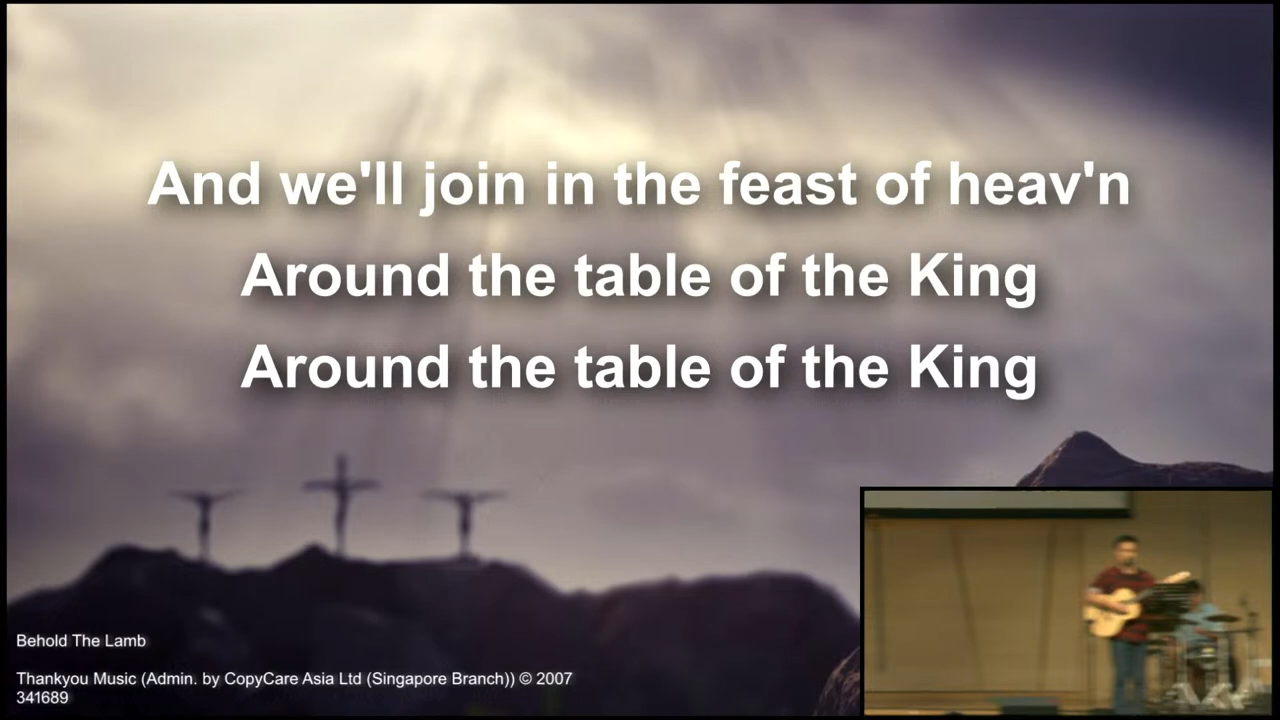 And we'll join in the feast of heav'n
Around the table of the King
Around the table of the King
Behold The Lamb
Thankyou Music (Admin. by CopyCare Asia Ltd (Singapore Branch)) © 2007
341689